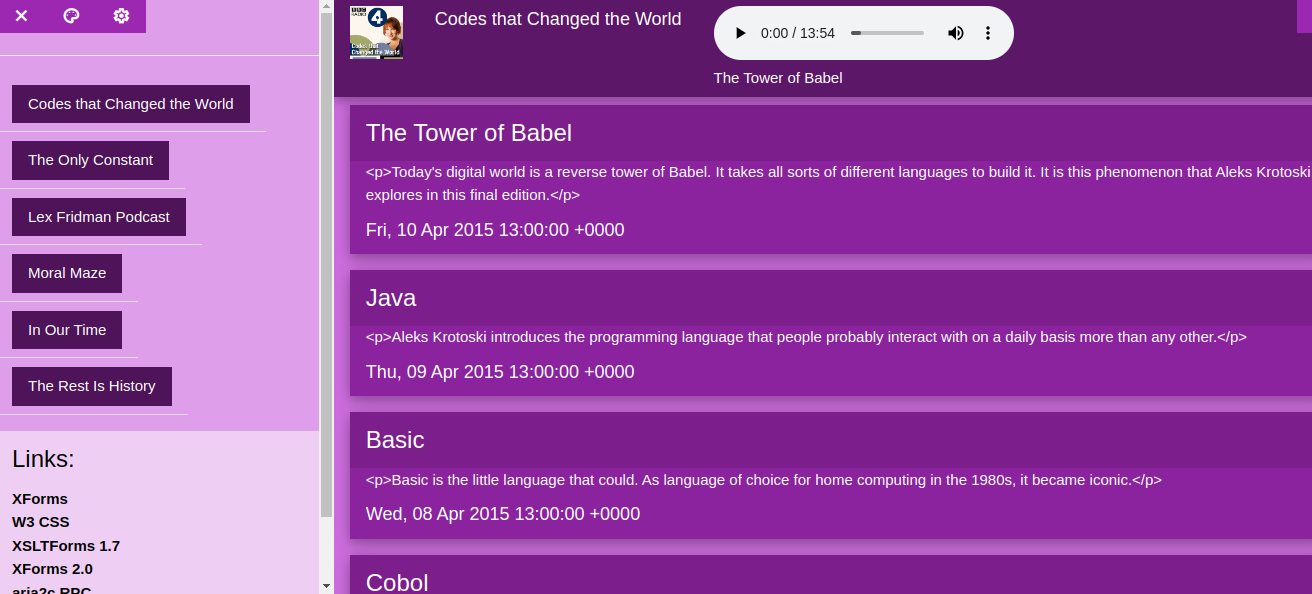 BBC
RADIO
4
Codes that
Changed the World
Codes that Changed the World
0:00 / 13:54
The Tower of Babel
Codes that Changed the World
The Only Constant
Lex Fridman Podcast
Moral Maze
In Our Time
The Rest Is History
Links:
XForms
W3 CSS
XSLTForms 1.7
XForms 2.0
aria2c RPC
The Tower of Babel
<p>Today's digital world is a reverse tower of Babel. It takes all sorts of different languages to build it. It is this phenomenon that Aleks Krotoski
explores in this final edition.</p>
Fri, 10 Apr 2015 13:00:00 +0000
Java
<p>Aleks Krotoski introduces the programming language that people probably interact with on a daily basis more than any other.</p>
Thu, 09 Apr 2015 13:00:00 +0000
Basic
<p>Basic is the little language that could. As language of choice for home computing in the 1980s, it became iconic.</p>
Wed, 08 Apr 2015 13:00:00 +0000
Cobol